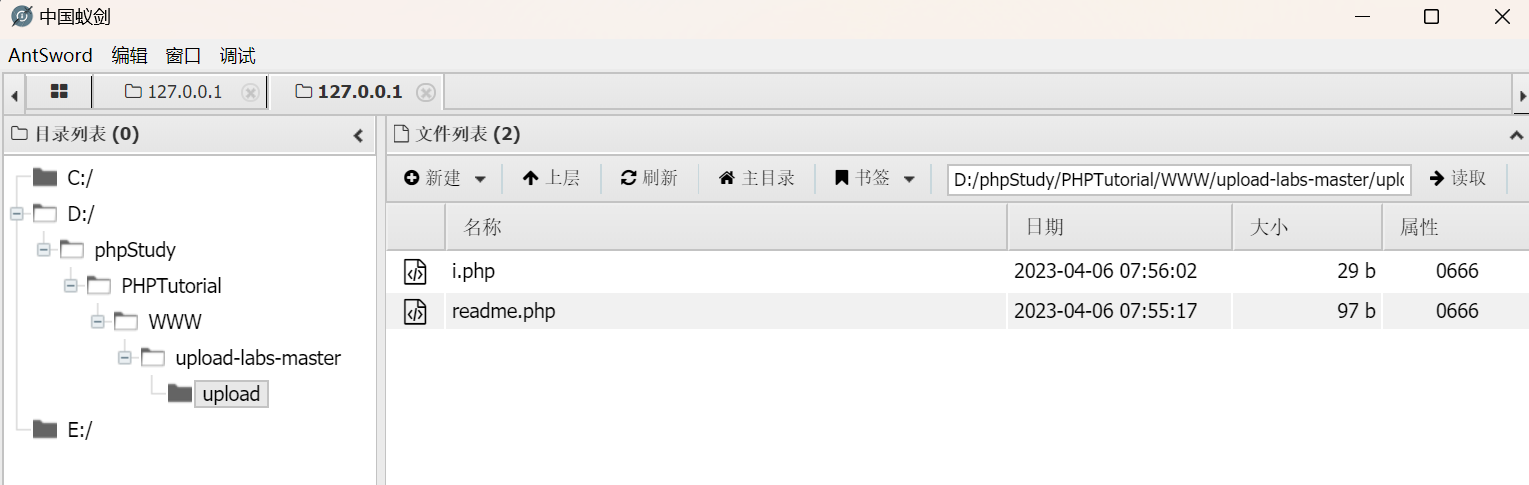 中国蚁剑
AntSword 编辑 窗口 调试
127.0.0.1 127.0.0.1
目录列表 (0)
C:/
D:/
phpStudy
PHPTutorial
WWW
upload-labs-master
upload
E:/
文件列表 (2)
新建 上层 刷新 主目录 书签 D:/phpStudy/PHPTutorial/WWW/upload-labs-master/uplo 读取
名称 日期 大小 属性
i.php 2023-04-06 07:56:02 29 b 0666
readme.php 2023-04-06 07:55:17 97 b 0666